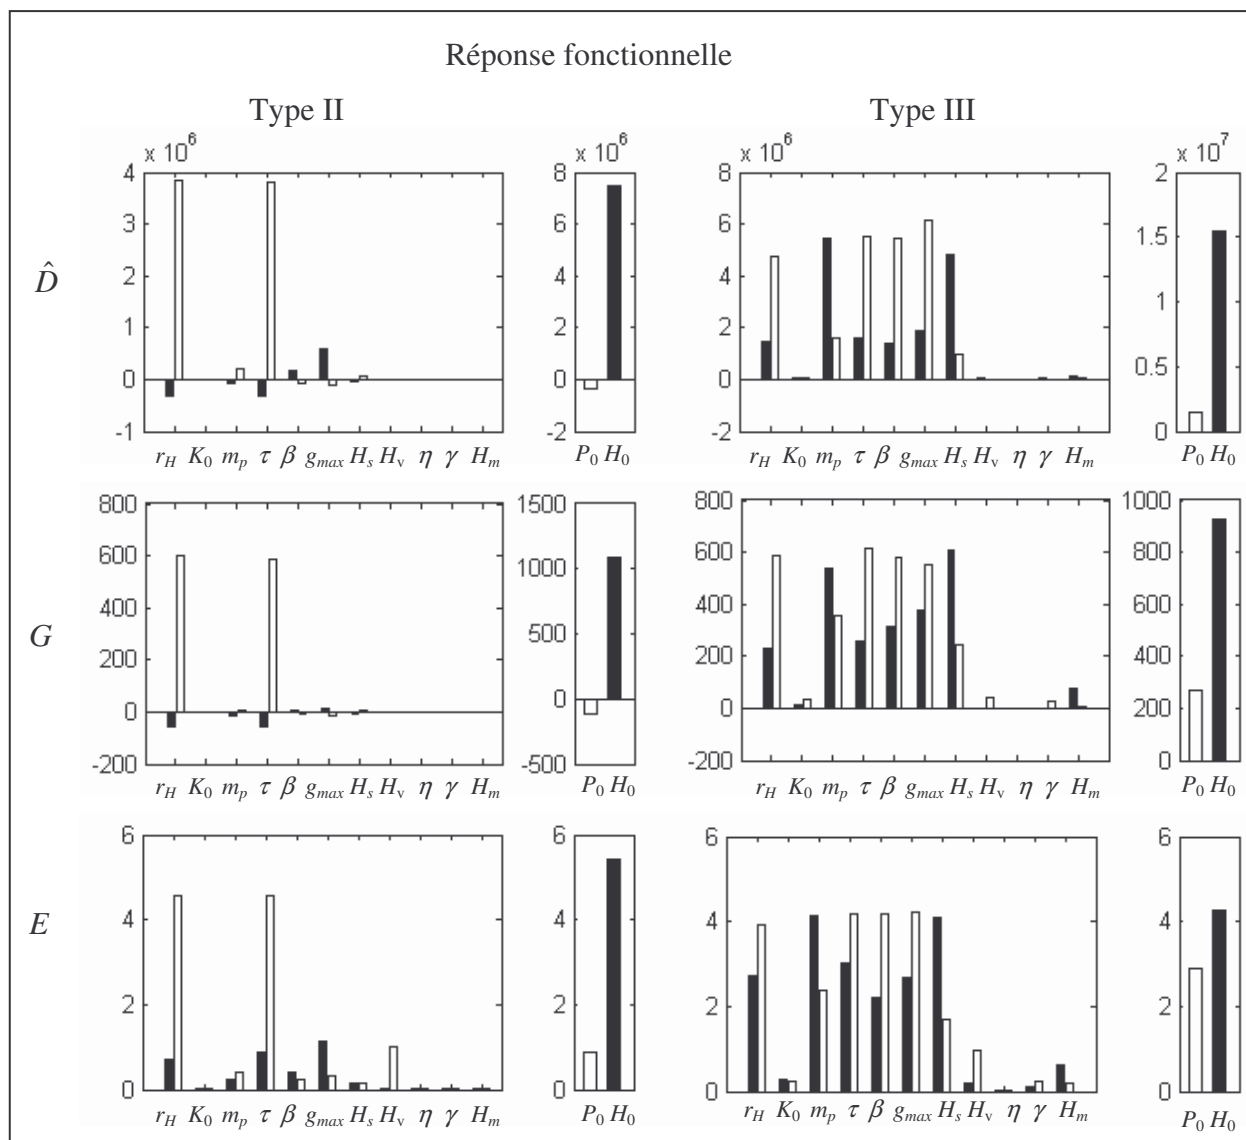 Réponse fonctionnelle
Type II
Type III
x 10^6
x 10^6
x 10^6
x 10^7
D̂
4
3
2
1
0
-1
8
6
4
2
0
-2
8
6
4
2
0
-2
2
1.5
1
0.5
0
r_H K_0 m_p τ β g_max H_s H_v η γ H_m
P_0 H_0
r_H K_0 m_p τ β g_max H_s H_v η γ H_m
P_0 H_0
G
800
600
400
200
0
-200
1500
1000
500
0
-500
800
600
400
200
0
-200
1000
800
600
400
200
0
r_H K_0 m_p τ β g_max H_s H_v η γ H_m
P_0 H_0
r_H K_0 m_p τ β g_max H_s H_v η γ H_m
P_0 H_0
E
6
4
2
0
6
4
2
0
6
4
2
0
6
4
2
0
r_H K_0 m_p τ β g_max H_s H_v η γ H_m
P_0 H_0
r_H K_0 m_p τ β g_max H_s H_v η γ H_m
P_0 H_0